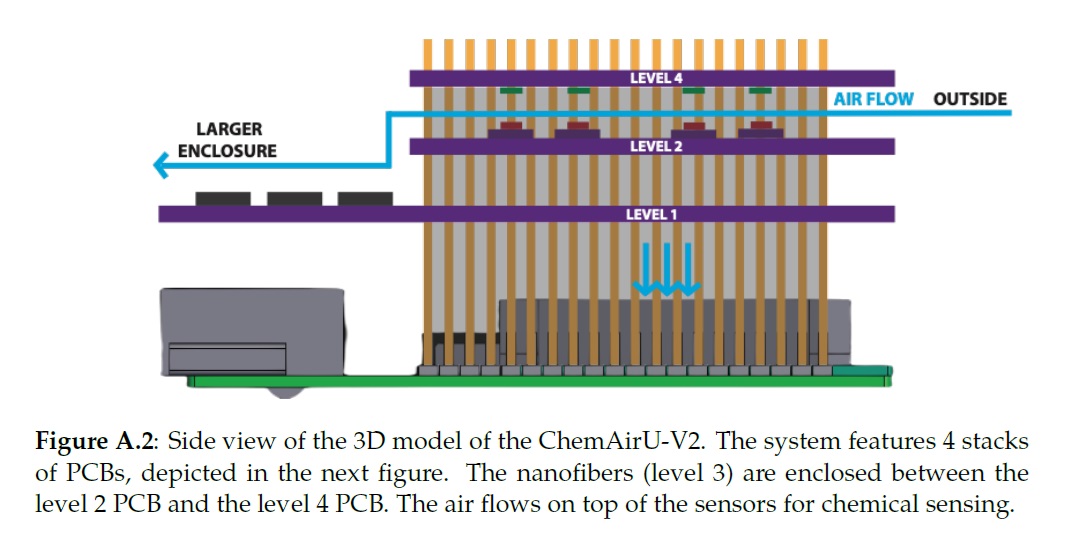 LEVEL 4
AIR FLOW OUTSIDE
LARGER
ENCLOSURE
LEVEL 2
LEVEL 1
Figure A.2: Side view of the 3D model of the ChemAirU-V2. The system features 4 stacks
of PCBs, depicted in the next figure. The nanofibers (level 3) are enclosed between the
level 2 PCB and the level 4 PCB. The air flows on top of the sensors for chemical sensing.